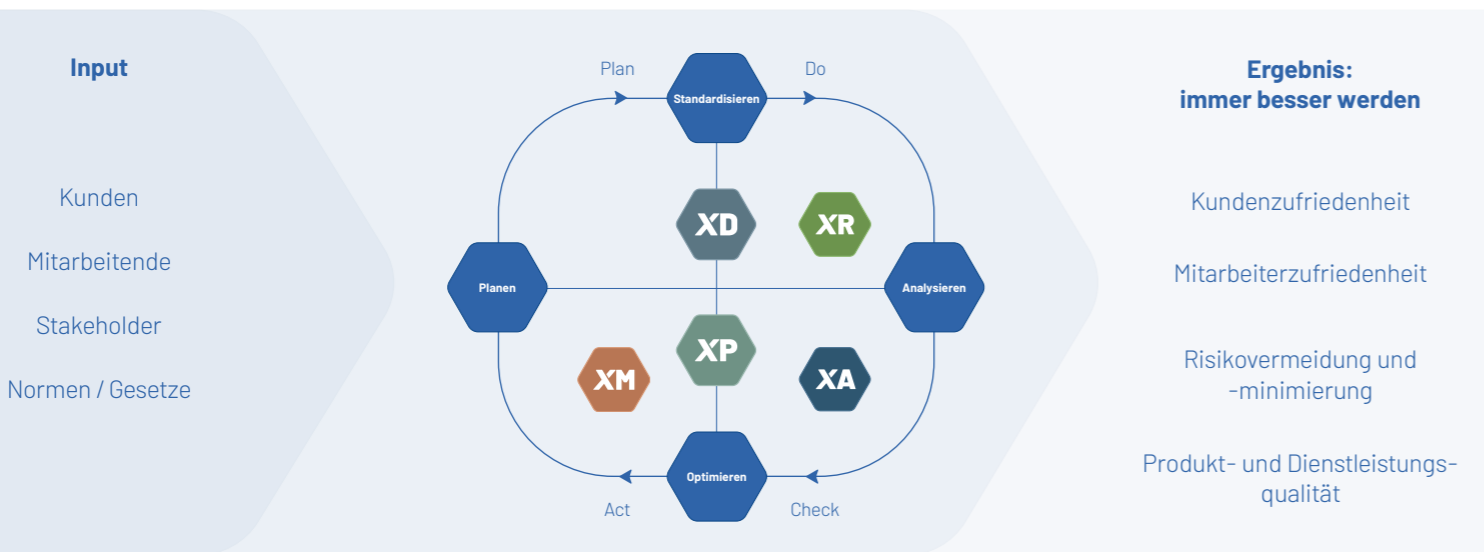 Input
Kunden
Mitarbeitende
Stakeholder
Normen / Gesetze
Plan
Do
Standardisieren
XD
XR
Planen
Analysieren
XP
XM
XA
Optimieren
Act
Check
Ergebnis:
immer besser werden
Kundenzufriedenheit
Mitarbeiterzufriedenheit
Risikovermeidung und
-minimierung
Produkt- und Dienstleistungs-
qualität